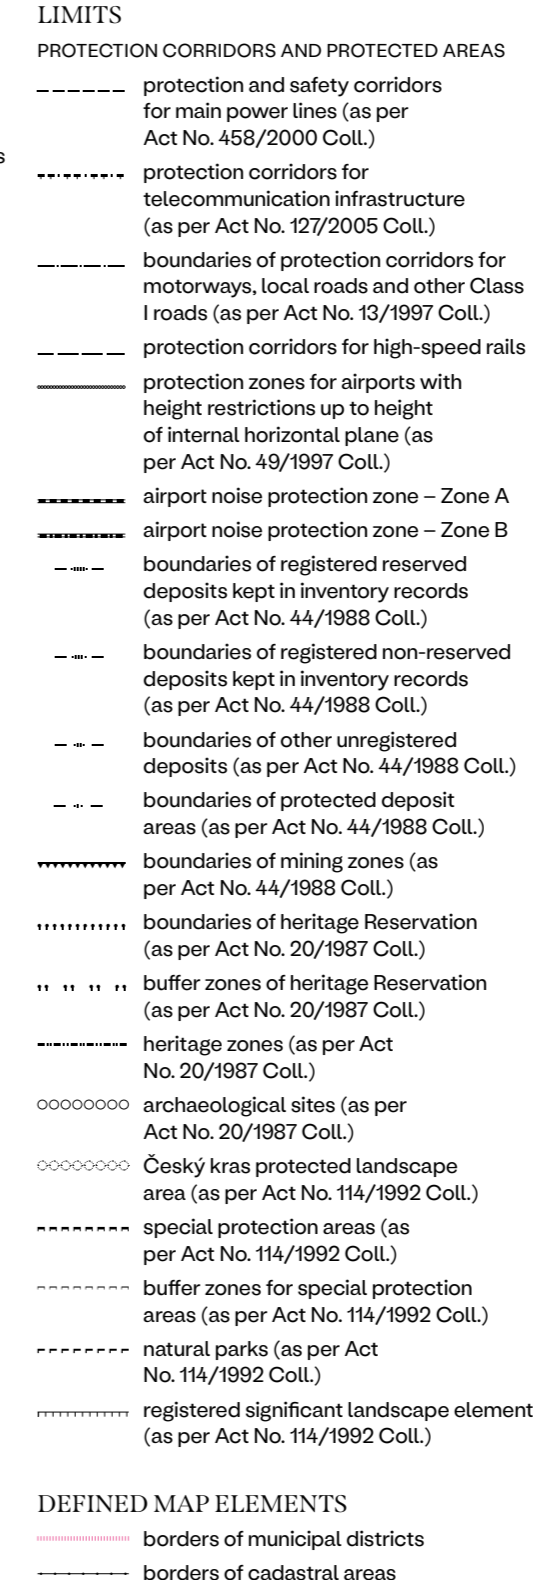 LIMITS
PROTECTION CORRIDORS AND PROTECTED AREAS
protection and safety corridors
for main power lines (as per
Act No. 458/2000 Coll.)
s
protection corridors for
telecommunication infrastructure
(as per Act No. 127/2005 Coll.)
boundaries of protection corridors for
motorways, local roads and other Class
I roads (as per Act No. 13/1997 Coll.)
protection corridors for high-speed rails
protection zones for airports with
height restrictions up to height
of internal horizontal plane (as
per Act No. 49/1997 Coll.)
airport noise protection zone – Zone A
airport noise protection zone – Zone B
boundaries of registered reserved
deposits kept in inventory records
(as per Act No. 44/1988 Coll.)
boundaries of registered non-reserved
deposits kept in inventory records
(as per Act No. 44/1988 Coll.)
boundaries of other unregistered
deposits (as per Act No. 44/1988 Coll.)
boundaries of protected deposit
areas (as per Act No. 44/1988 Coll.)
boundaries of mining zones (as
per Act No. 44/1988 Coll.)
boundaries of heritage Reservation
(as per Act No. 20/1987 Coll.)
buffer zones of heritage Reservation
(as per Act No. 20/1987 Coll.)
heritage zones (as per Act
No. 20/1987 Coll.)
archaeological sites (as per
Act No. 20/1987 Coll.)
Český kras protected landscape
area (as per Act No. 114/1992 Coll.)
special protection areas (as
per Act No. 114/1992 Coll.)
buffer zones for special protection
areas (as per Act No. 114/1992 Coll.)
natural parks (as per Act
No. 114/1992 Coll.)
registered significant landscape element
(as per Act No. 114/1992 Coll.)
DEFINED MAP ELEMENTS
borders of municipal districts
borders of cadastral areas